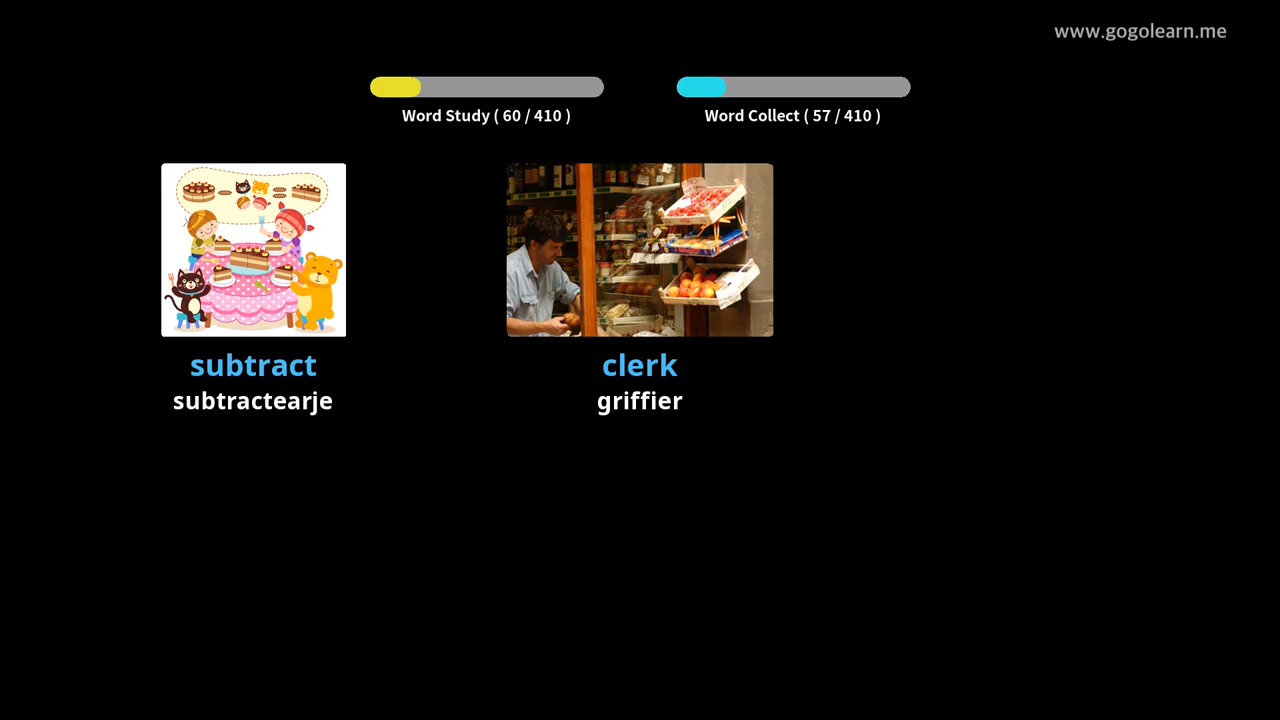 www.gogolearn.me
Word Study ( 60 / 410 )
Word Collect ( 57 / 410 )
subtract
subtractearje
clerk
griffier